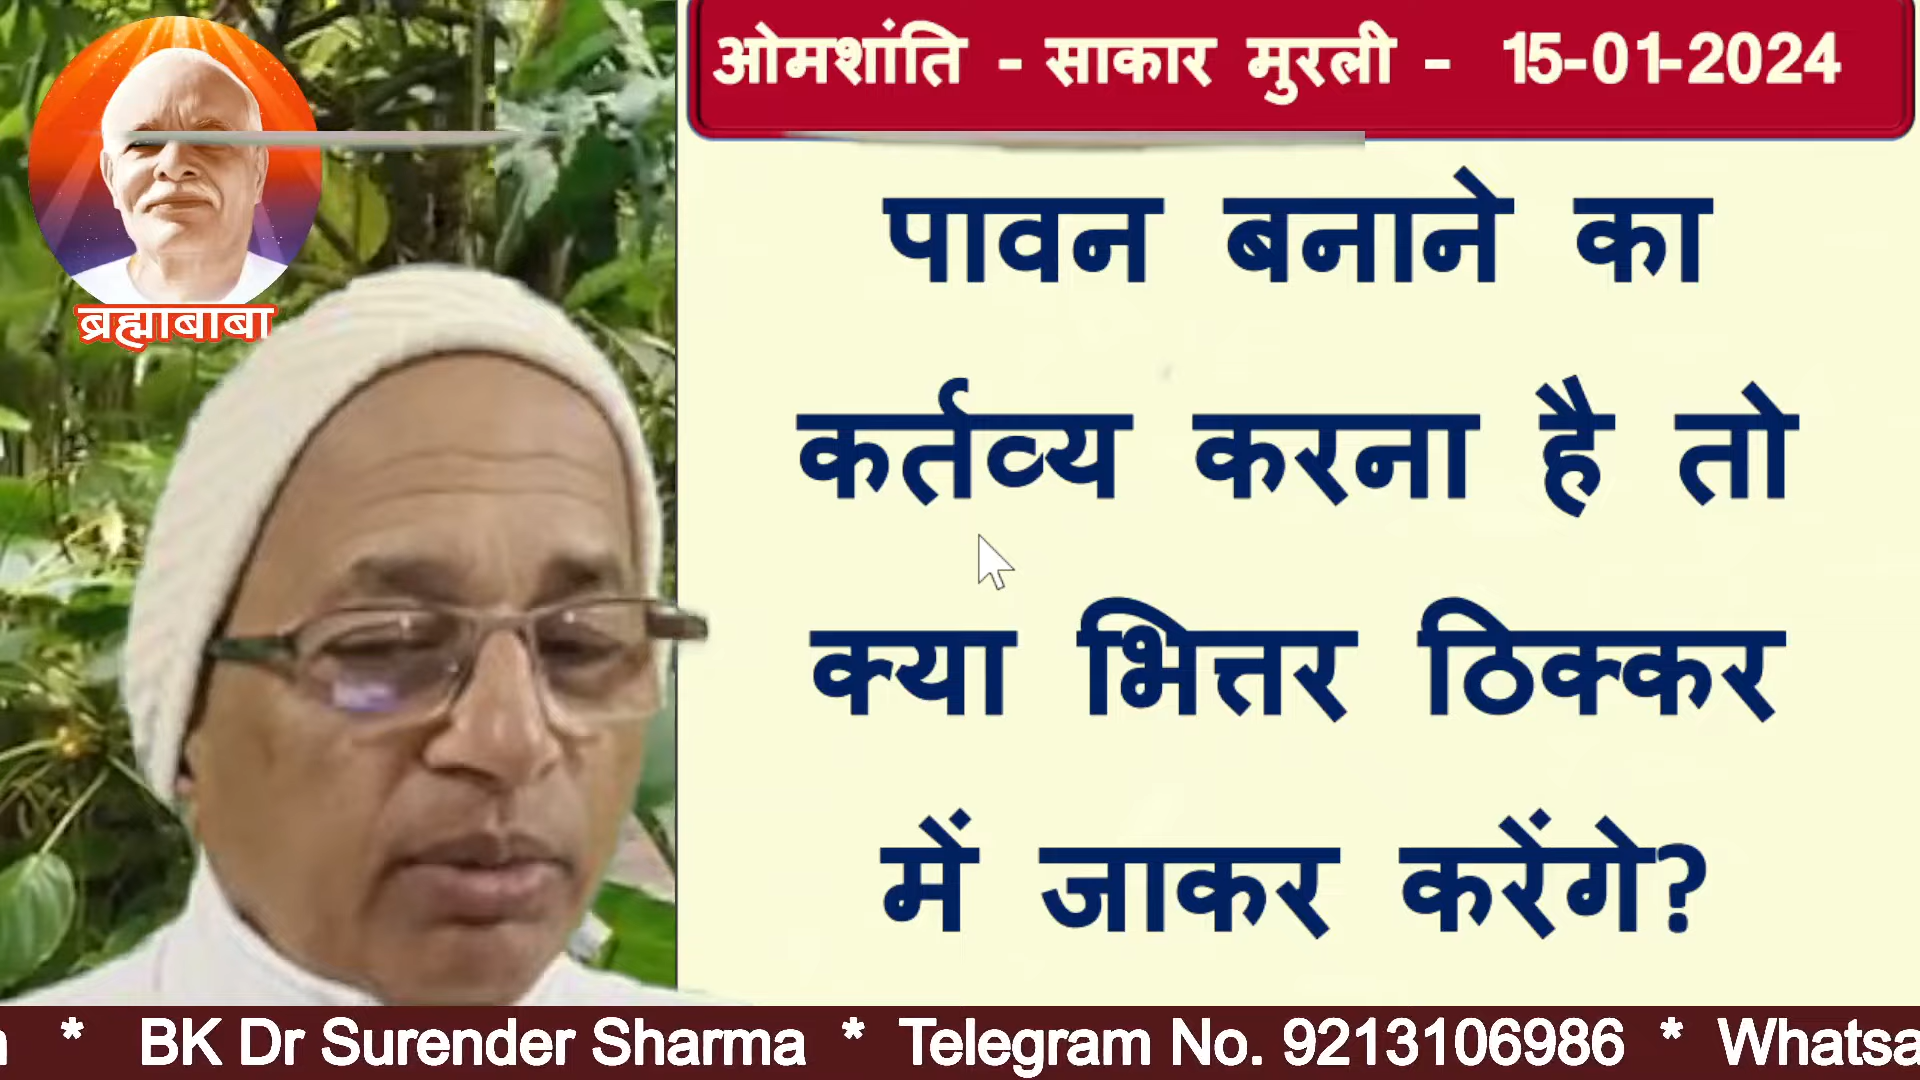 ओमशांति - साकार मुरली - 15-01-2024
ब्रह्माबाबा
पावन बनाने का
कर्तव्य करना है तो
क्या भित्तर ठिक्कर
में जाकर करेंगे?
* BK Dr Surender Sharma * Telegram No. 9213106986 *